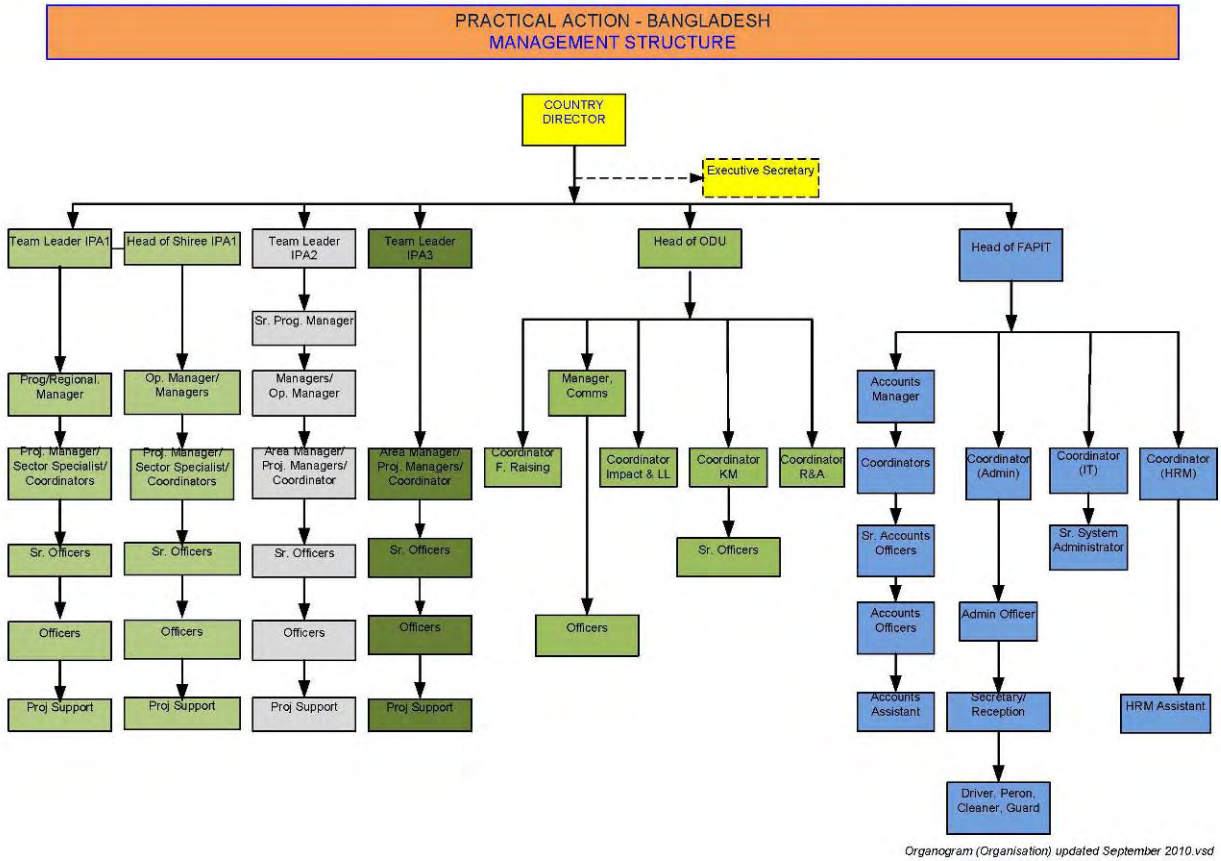 PRACTICAL ACTION - BANGLADESH
MANAGEMENT STRUCTURE
COUNTRY
DIRECTOR
Executive Secretary
Team Leader IPA1
Head of Shiree IPA1
Team Leader
IPA2
Team Leader
IPA3
Head of ODU
Head of FAPIT
Sr. Prog. Manager
Prog/Regional.
Manager
Op. Manager/
Managers
Managers/
Op. Manager
Manager,
Comms
Accounts
Manager
Proj. Manager/
Sector Specialist/
Coordinators
Proj. Manager/
Sector Specialist/
Coordinators
Area Manager/
Proj. Managers/
Coordinator
Area Manager/
Proj. Managers/
Coordinator
Coordinator
F. Raising
Coordinator
Impact & LL
Coordinator
KM
Coordinator
R&A
Coordinators
Coordinator
(Admin)
Coordinator
(IT)
Coordinator
(HRM)
Sr. Officers
Sr. Officers
Sr. Officers
Sr. Officers
Sr. Officers
Sr. Accounts
Officers
Sr. System
Administrator
Officers
Officers
Officers
Officers
Officers
Accounts
Officers
Admin Officer
Proj Support
Proj Support
Proj Support
Proj Support
Accounts
Assistant
Secretary/
Reception
HRM Assistant
Driver, Peron,
Cleaner, Guard
Organogram (Organisation) updated September 2010.vsd